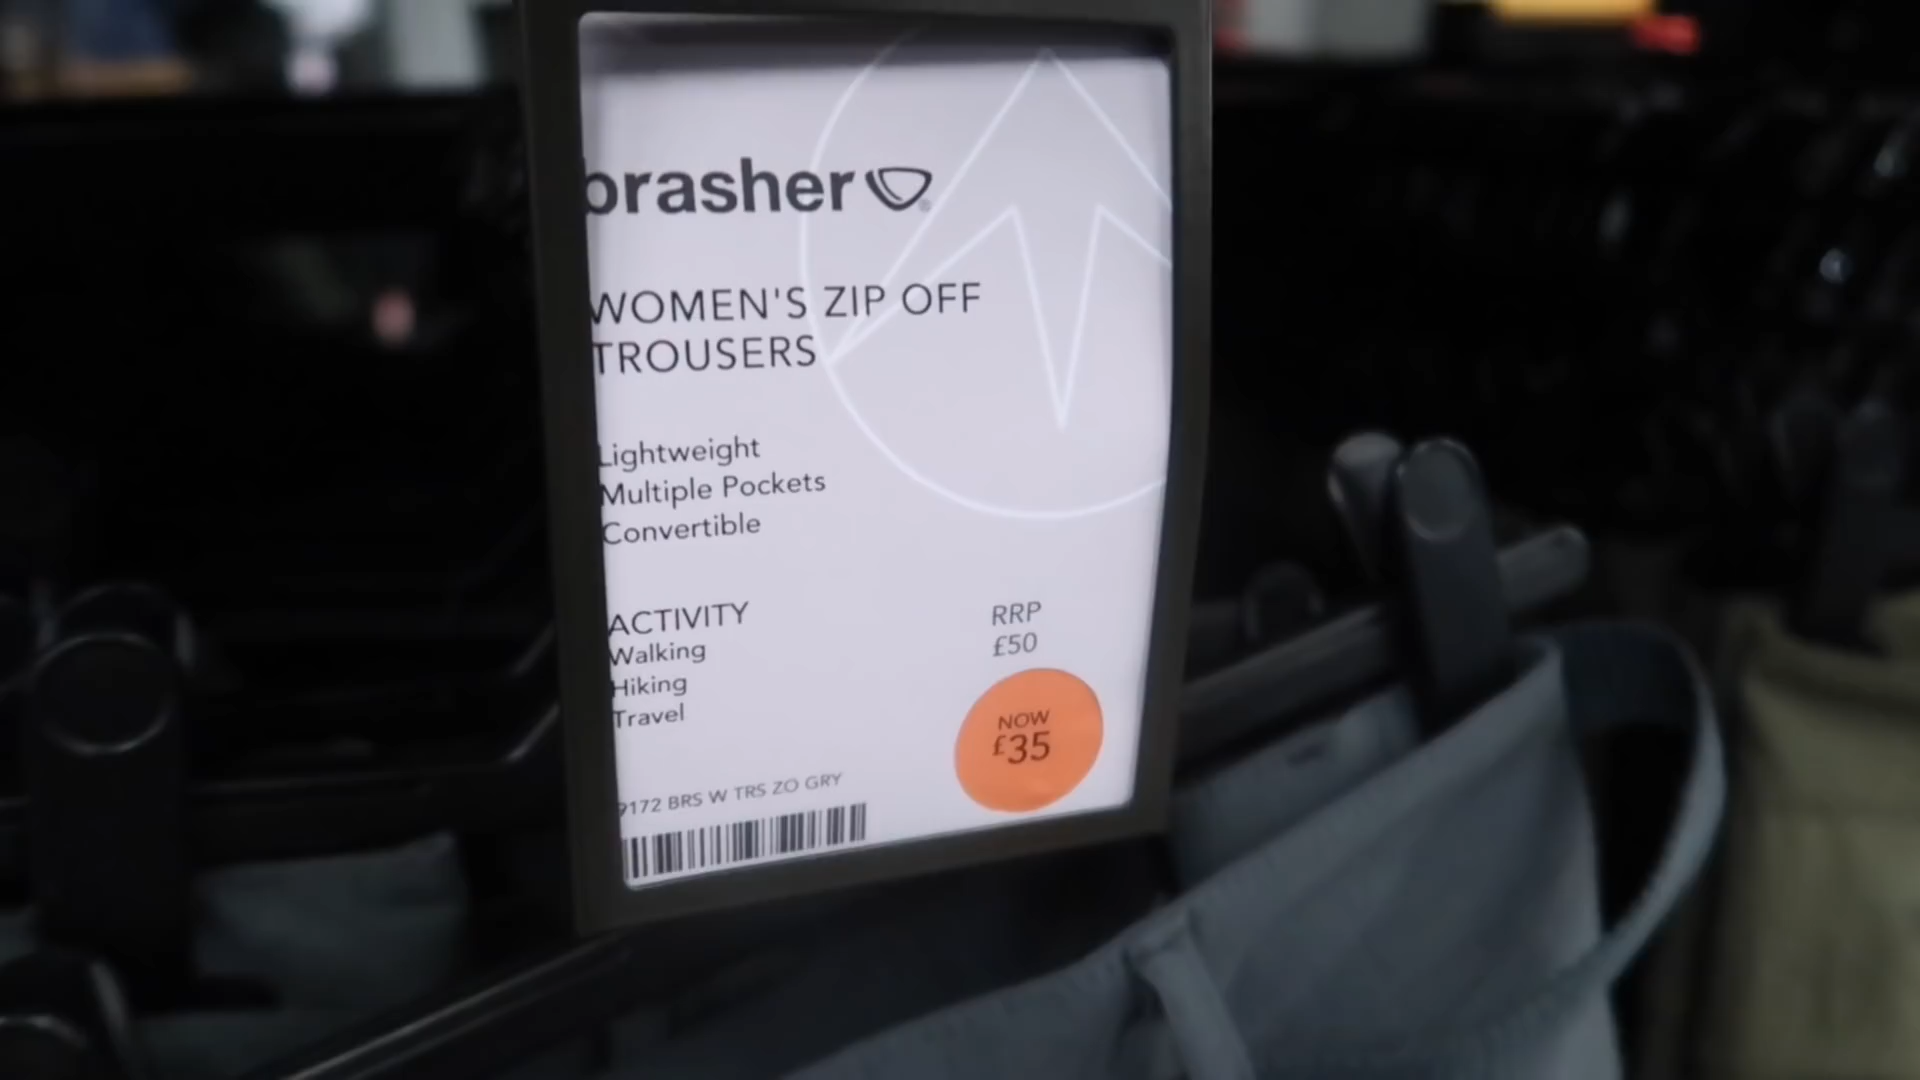 brasher
WOMEN'S ZIP OFF
TROUSERS
Lightweight
Multiple Pockets
Convertible
ACTIVITY
Walking
Hiking
Travel
RRP
£50
NOW
£35
9172 BRS W TRS ZO GRY